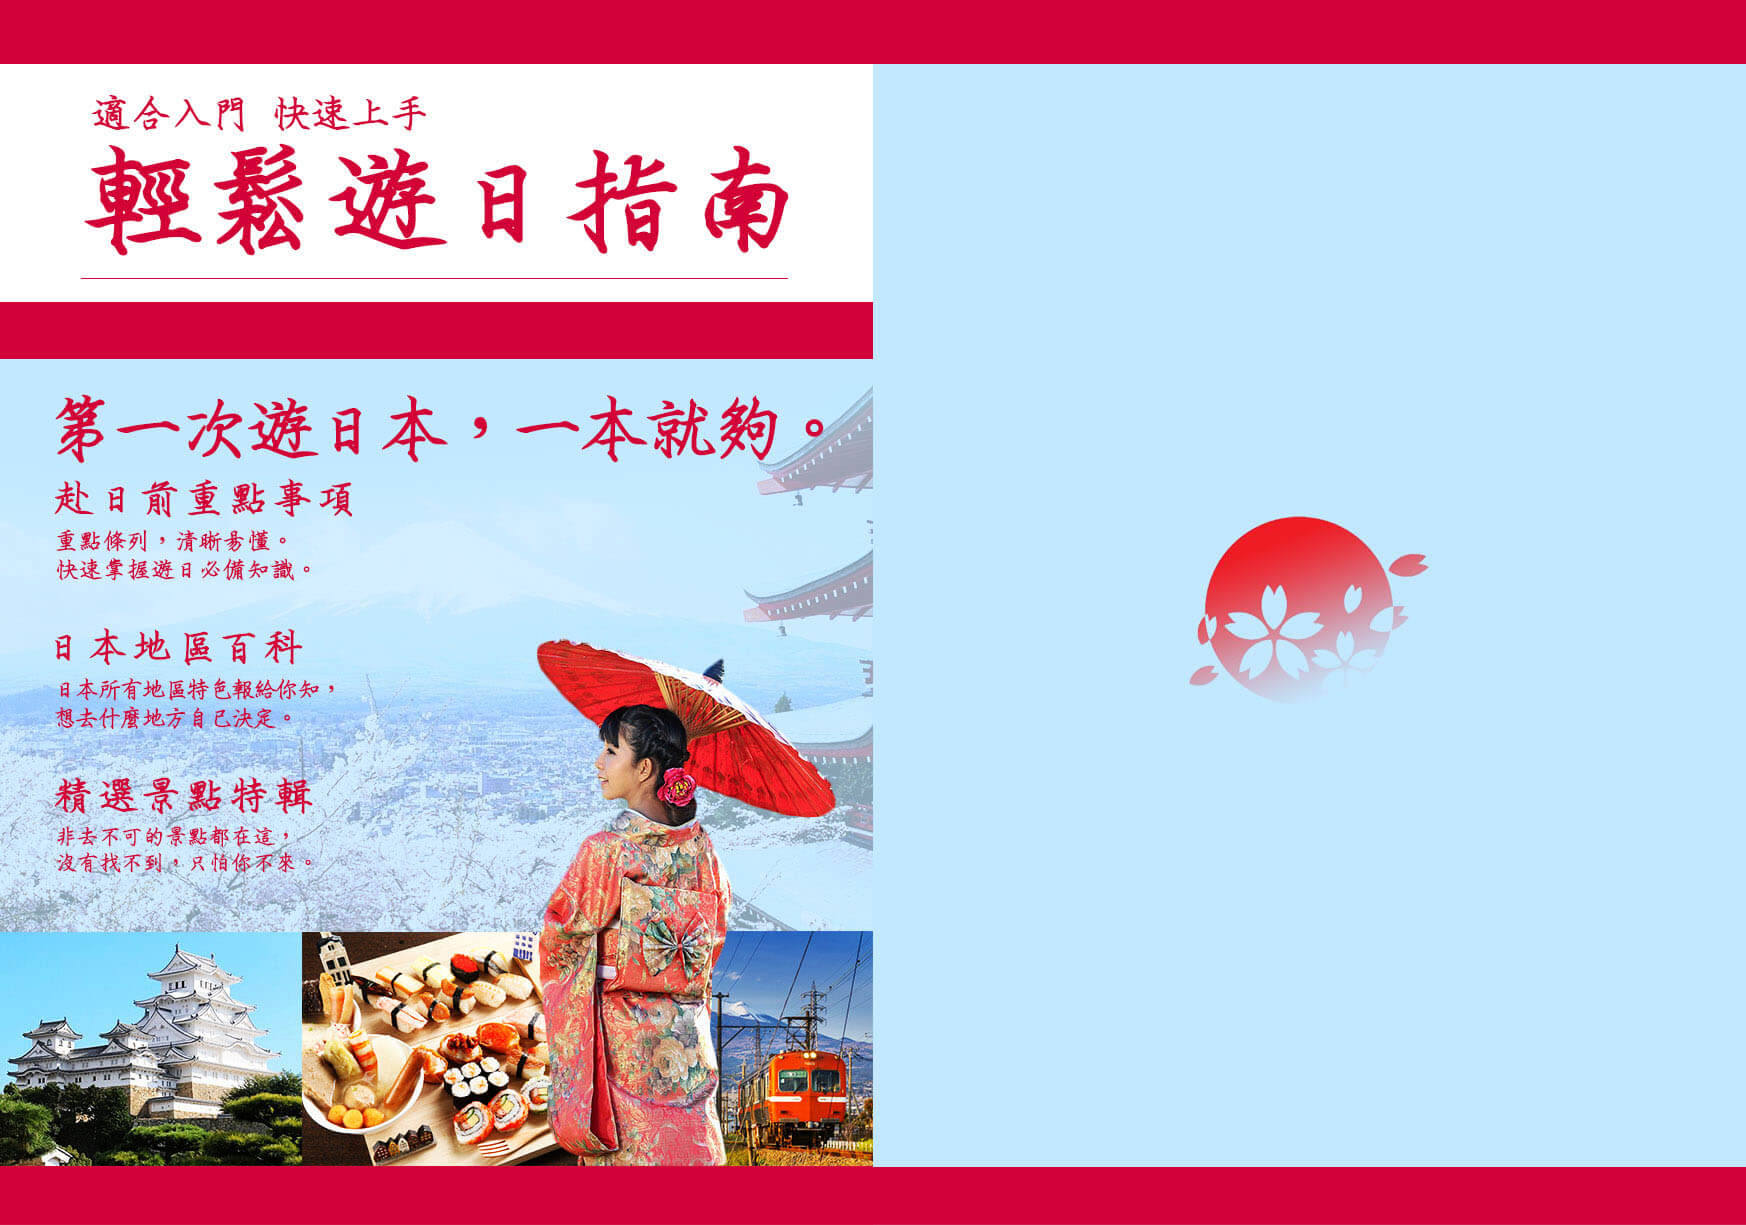 適合入門 快速上手
輕鬆遊日指南
第一次遊日本，一本就夠。
赴日前重點事項
重點條列，清晰易懂。
快速掌握遊日必備知識。
日本地區百科
日本所有地區特色報給你知，
想去什麼地方自己決定。
精選景點特輯
非去不可的景點都在這，
沒有找不到，只怕你不來。